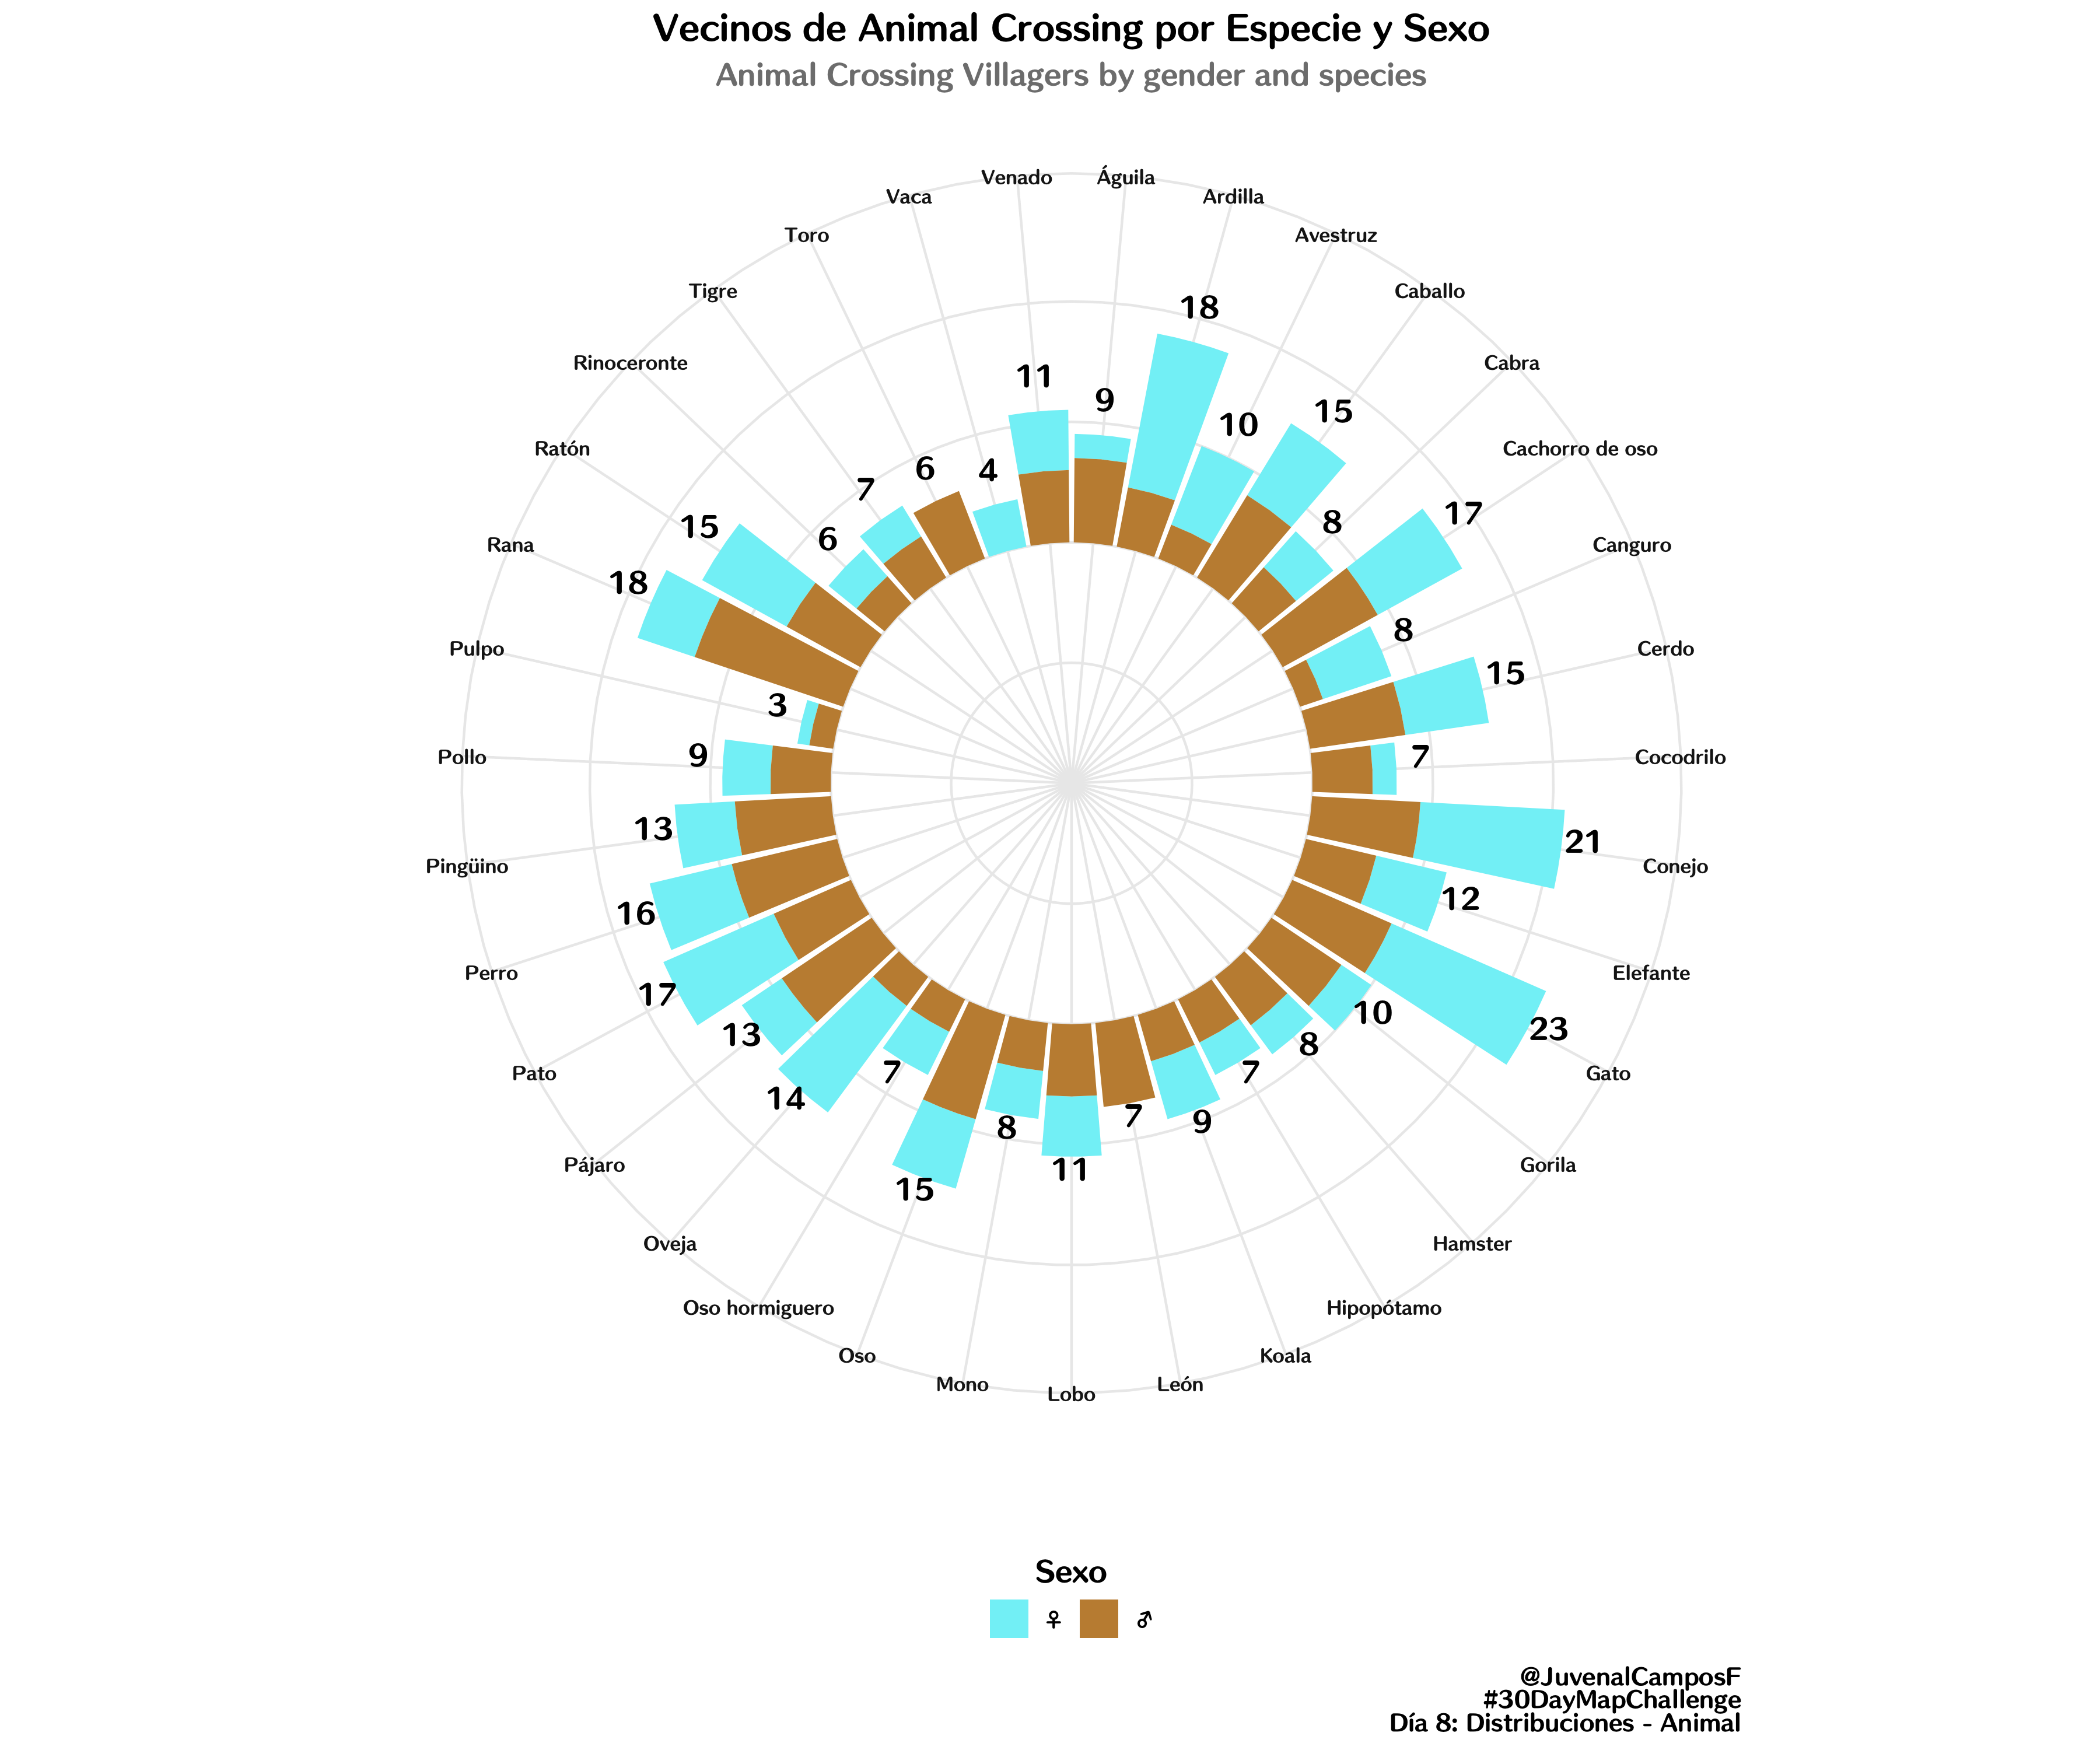 Vecinos de Animal Crossing por Especie y Sexo
Animal Crossing Villagers by gender and species
Venado
Águila
Vaca
Ardilla
Toro
Avestruz
Tigre
Caballo
Rinoceronte
Cabra
Ratón
Cachorro de oso
Rana
Canguro
Pulpo
Cerdo
Pollo
Cocodrilo
Pingüino
Conejo
Perro
Elefante
Pato
Gato
Pájaro
Gorila
Oveja
Hamster
Oso hormiguero
Hipopótamo
Oso
Koala
Mono
León
Lobo
18
11
9
10
15
6
4
7
8
17
15
6
18
8
15
3
9
7
13
21
16
12
17
23
13
10
14
8
7
7
15
8
11
7
9
Sexo
♀ ♂
@JuvenalCamposF
#30DayMapChallenge
Día 8: Distribuciones - Animal